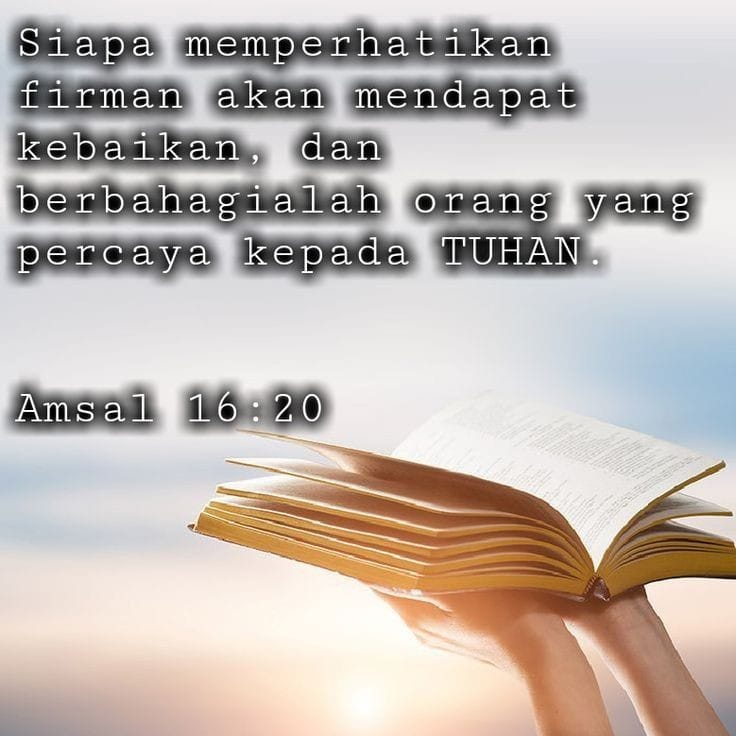 Siapa memperhatikan
firman akan mendapat
kebaikan, dan
berbahagialah orang yang
percaya kepada TUHAN.
Amsal 16:20